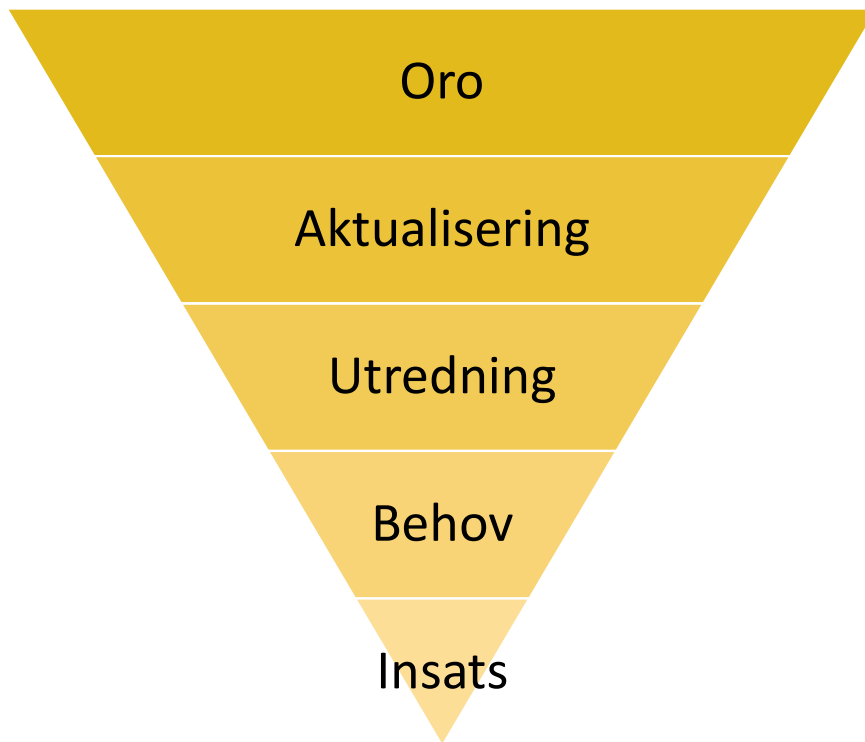 Oro
Aktualisering
Utredning
Behov
Insats